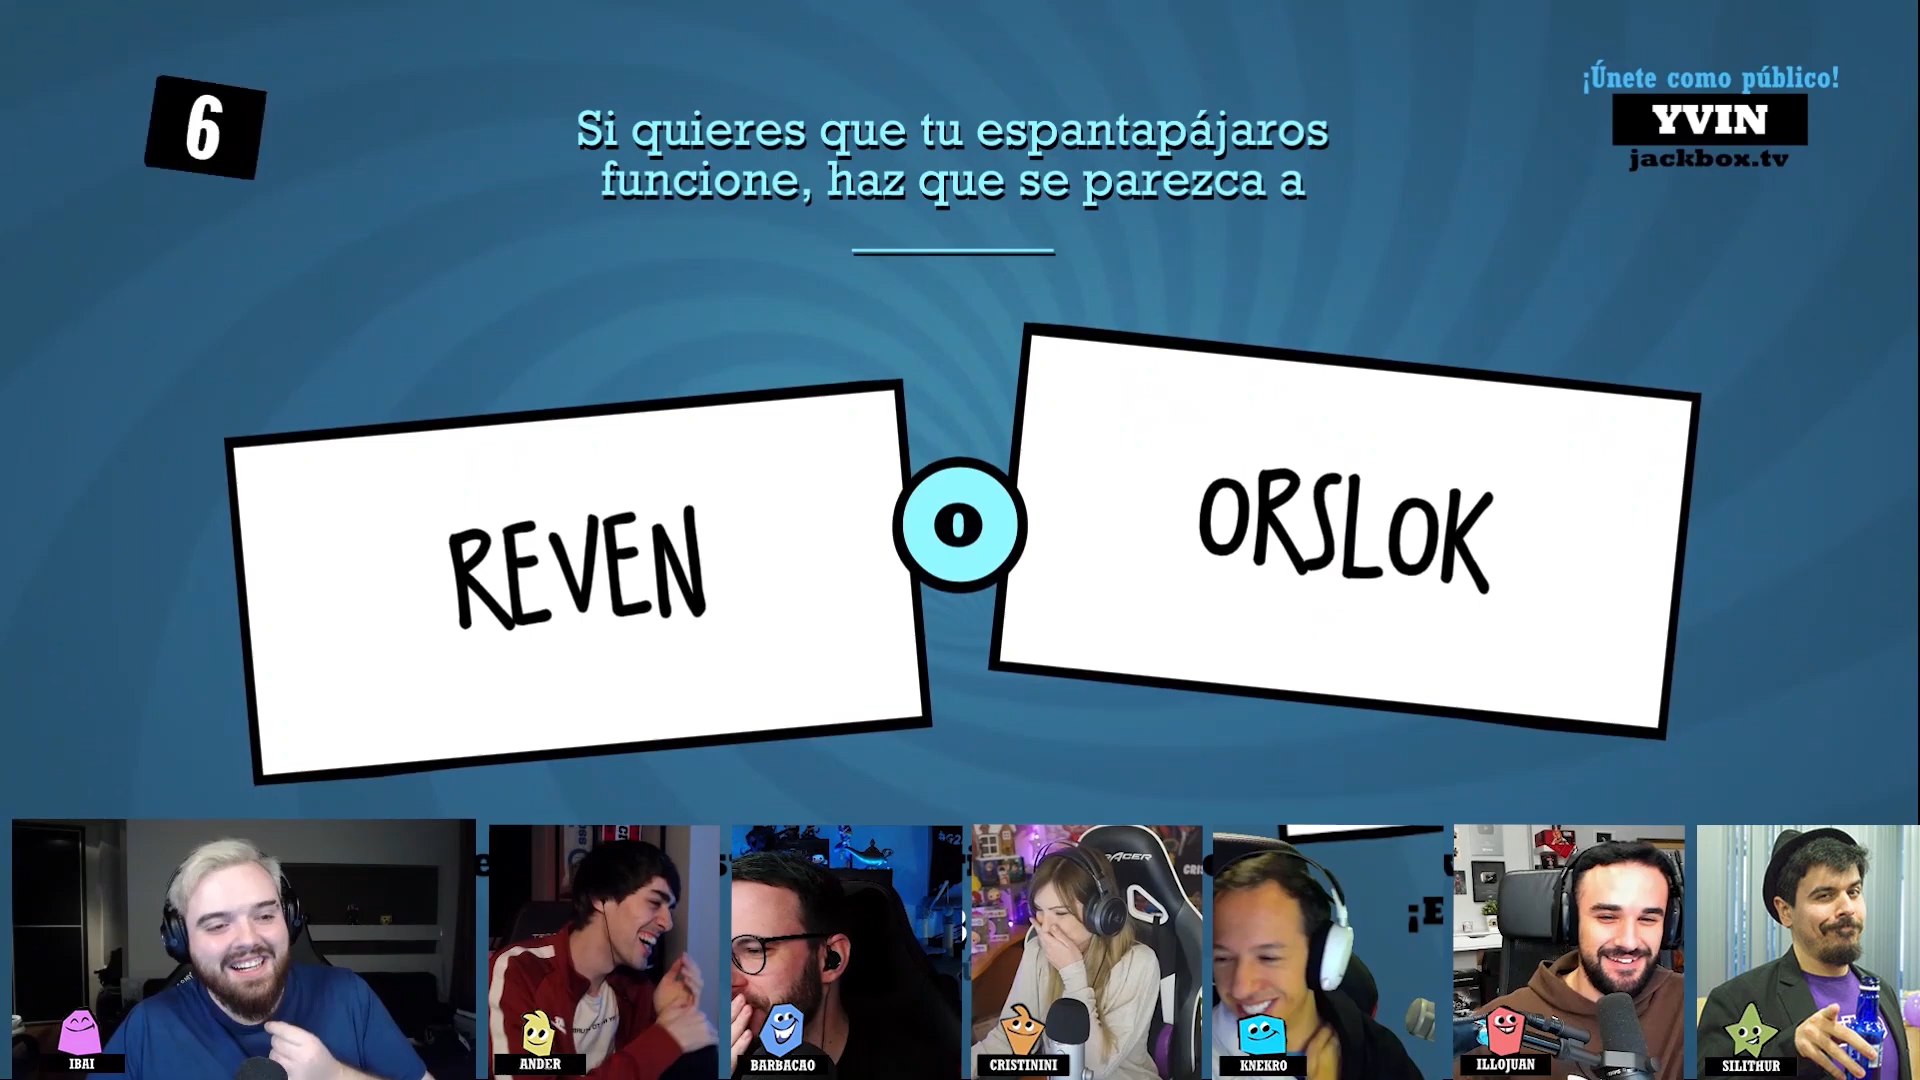 6
¡Únete como público!
YVIN
jackbox.tv
Si quieres que tu espantapájaros
funcione, haz que se parezca a
REVEN
O
ORSLOK
¡E
IBAI
ANDER
BARBACAO
CRISTININI
KNEKRO
ILLOJUAN
SILITHUR